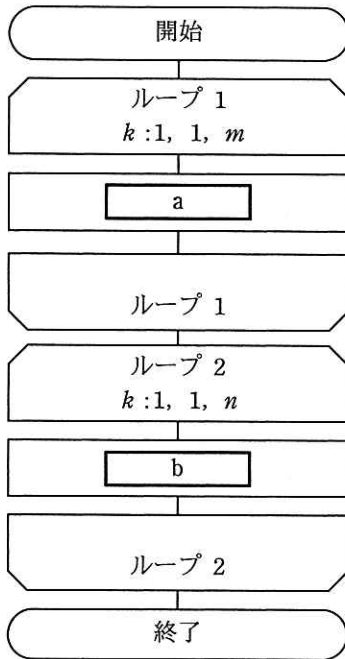 開始
ループ 1
k : 1, 1, m
a
ループ 1
ループ 2
k : 1, 1, n
b
ループ 2
終了